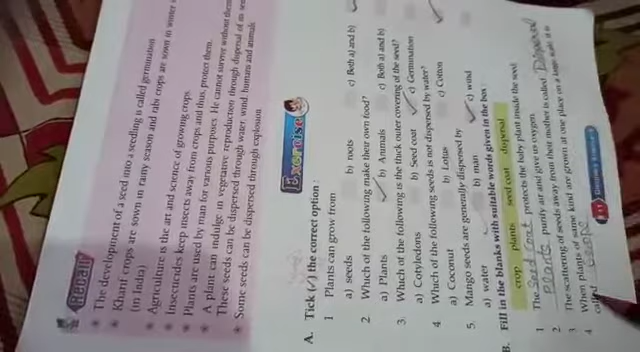 Recall
The development of a seed into a seedling is called germination
Kharif crops are sown in rainy season and rabi crops are sown in winter
(in India)
Agriculture is the art and science of growing crops
Insecticides keep insects away from crops and thus, protect them.
Plants are used by man for various purposes. He cannot survive without them
A plant can indulge in vegetative reproduction through dispersal of its
These seeds can be dispersed through water, wind, humans and animals
Some seeds can be dispersed through explosion
Exercise
A. Tick (✓) the correct option :
1 Plants can grow from
a) seeds b) roots c) Both a) and b)
2 Which of the following make their own food?
a) Plants b) Animals c) Both a) and b)
3. Which of the following is the thick outer covering of the seed?
a) Cotyledons b) Seed coat c) Germination
4 Which of the following seeds is not dispersed by water?
a) Coconut b) Lotus c) Cotton
5. Mango seeds are generally dispersed by
a) water b) man c) wind
B. Fill in the blanks with suitable words given in the box :
crop plants seed coat dispersal
1 The seed coat protects the baby plant inside the seed
2 plants purify air and give us oxygen.
3 The scattering of seeds away from their mother is called
4 When plants of same kind are grown at one place on a large scale it is
called